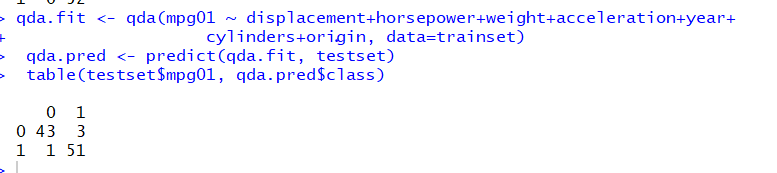 > qda.fit <- qda(mpg01 ~ displacement+horsepower+weight+acceleration+year+
+ cylinders+origin, data=trainset)
> qda.pred <- predict(qda.fit, testset)
> table(testset$mpg01, qda.pred$class)
0 1
0 43 3
1 1 51
>